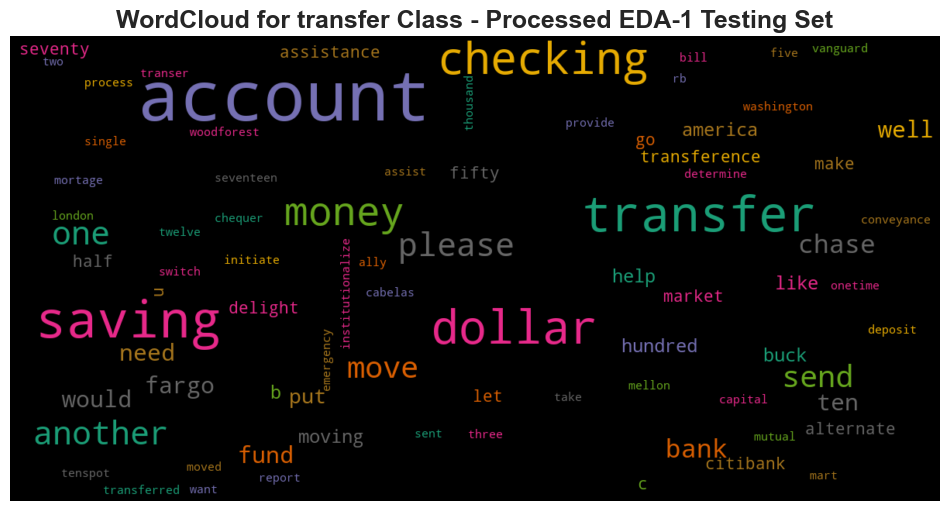 WordCloud for transfer Class - Processed EDA-1 Testing Set
seventy
two
assistance
checking
bill
five
vanguard
process
transer
account
thousand
rb
washington
single
woodforest
provide
go
america
well
transference
make
mortage
seventeen
assist
fifty
determine
london
one
chequer
money
transfer
conveyance
twelve
please
chase
half
switch
initiate
ally
institutionalize
help
like
onetime
u
cabelas
market
saving
delight
dollar
deposit
need
emergency
move
hundred
buck
send
fargo
mellon
would
b
put
let
take
capital
ten
another
moving
sent
three
mutual
alternate
fund
bank
citibank
tenspot
moved
report
mart
transferred
want
c